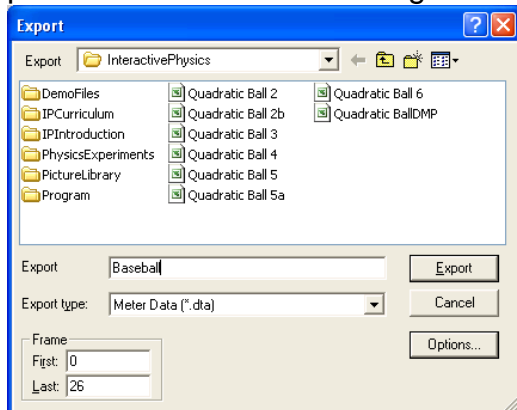 Export
Export InteractivePhysics
DemoFiles Quadratic Ball 2 Quadratic Ball 6
IPCurriculum Quadratic Ball 2b Quadratic BallDMP
IPIntroduction Quadratic Ball 3
PhysicsExperiments Quadratic Ball 4
PictureLibrary Quadratic Ball 5
Program Quadratic Ball 5a
Export Baseball Export
Export type: Meter Data (*.dta) Cancel
Frame Options...
First: 0
Last: 26